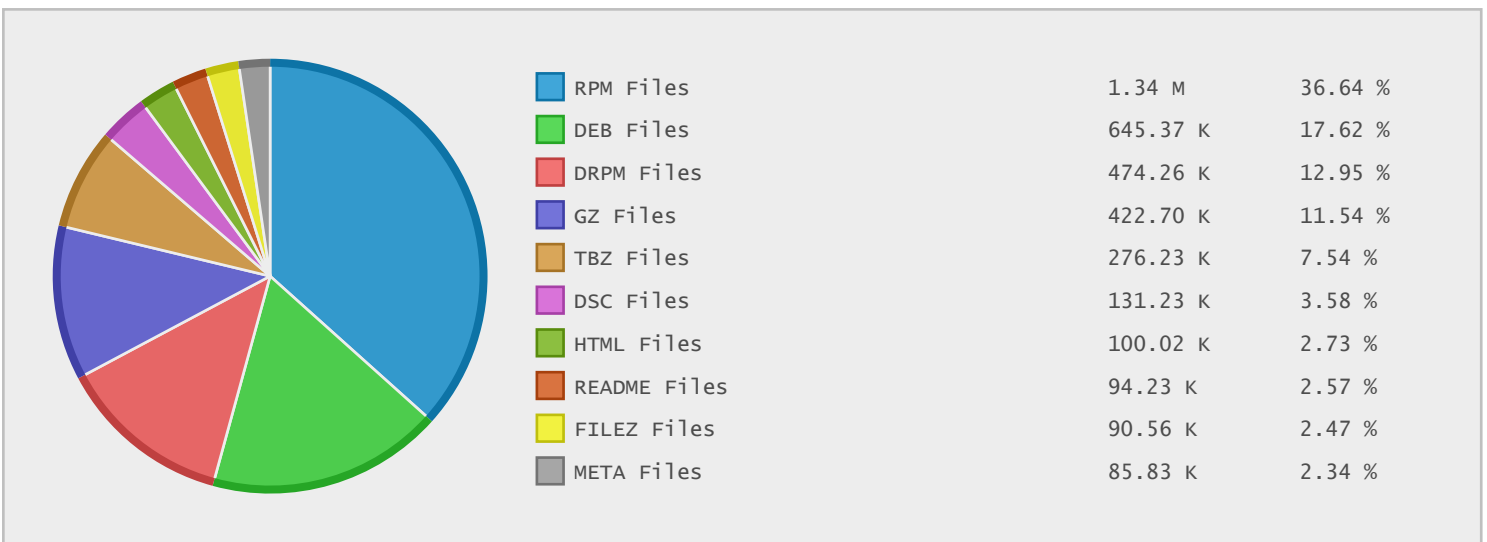 RPM Files 1.34 M 36.64 %
DEB Files 645.37 K 17.62 %
DRPM Files 474.26 K 12.95 %
GZ Files 422.70 K 11.54 %
TBZ Files 276.23 K 7.54 %
DSC Files 131.23 K 3.58 %
HTML Files 100.02 K 2.73 %
README Files 94.23 K 2.57 %
FILEZ Files 90.56 K 2.47 %
META Files 85.83 K 2.34 %